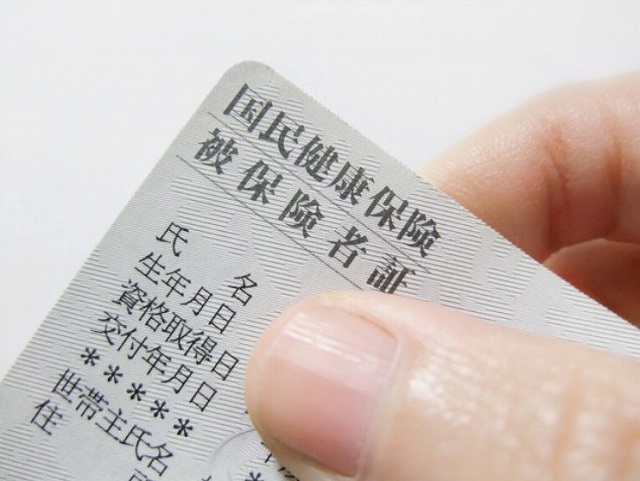 国民健康保険
被保険者証
氏 名
生年月日
資格取得日
交付年月日
*****
世帯主氏名
住